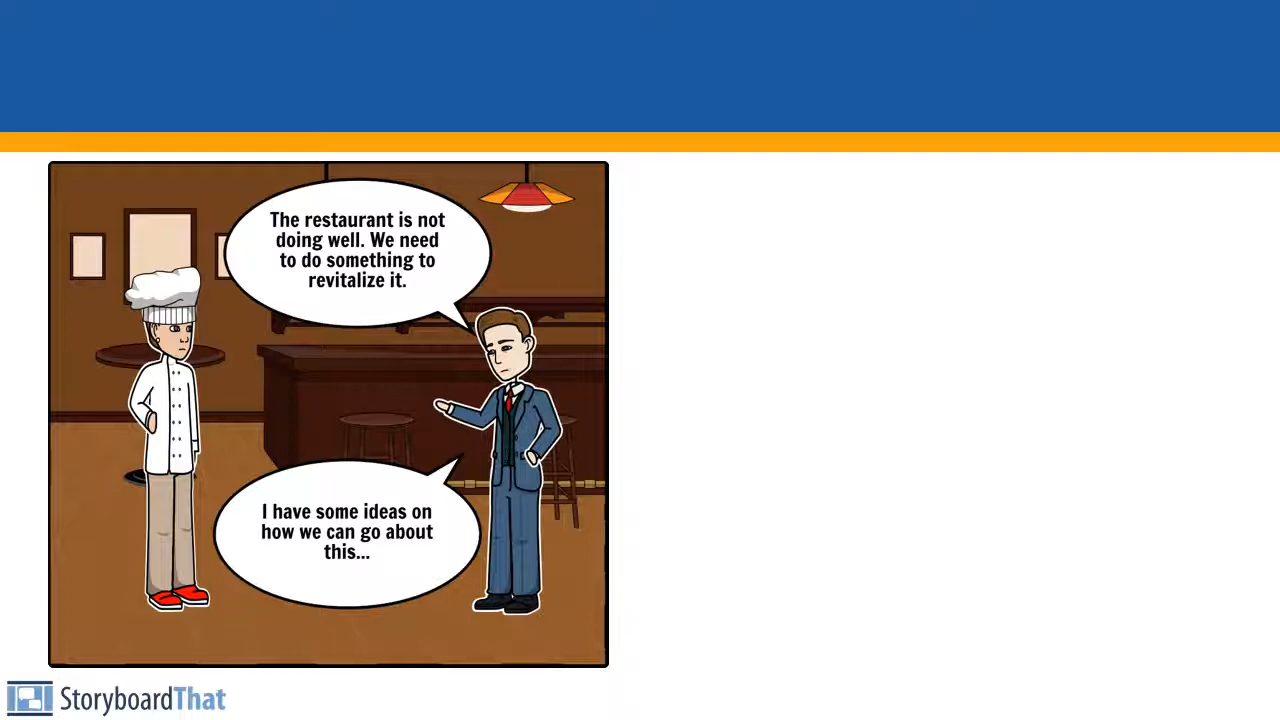 The restaurant is not
doing well. We need
to do something to
revitalize it.
I have some ideas on
how we can go about
this...
StoryboardThat